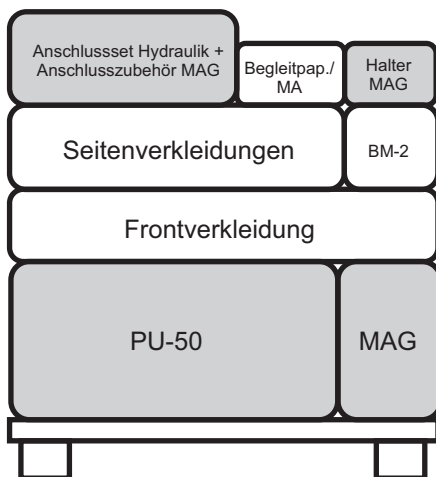 Anschlussset Hydraulik +
Anschlusszubehör MAG
Begleitpap./
MA
Halter
MAG
Seitenverkleidungen
BM-2
Frontverkleidung
PU-50
MAG